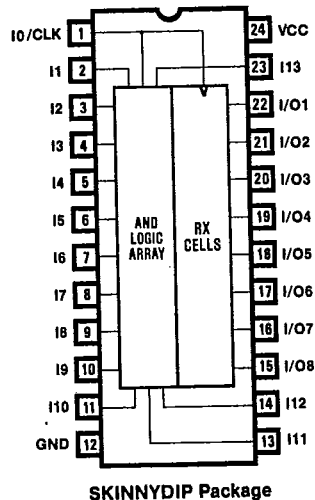 I0/CLK 1 24 VCC
I1 2 23 I13
I2 3 22 I/O1
I3 4 21 I/O2
I4 5 20 I/O3
I5 6 19 I/O4
I6 7 18 I/O5
I7 8 17 I/O6
I8 9 16 I/O7
I9 10 15 I/O8
I10 11 14 I12
GND 12 13 I11
AND
LOGIC
ARRAY
RX
CELLS
SKINNYDIP Package